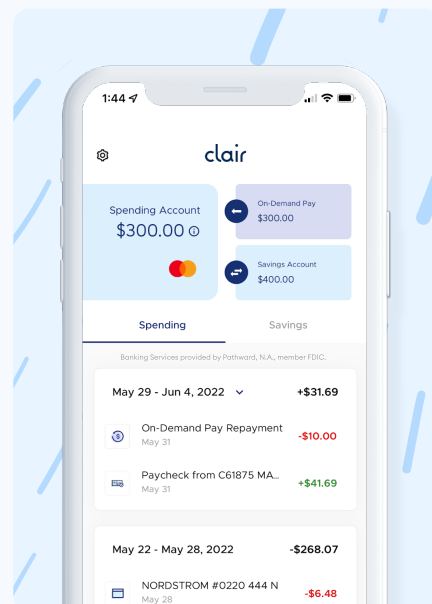 1:44
clair
Spending Account
$300.00
On-Demand Pay
$300.00
Savings Account
$400.00
Spending
Savings
Banking Services provided by Pathward, N.A., member FDIC.
May 29 - Jun 4, 2022
+$31.69
On-Demand Pay Repayment
May 31
-$10.00
Paycheck from C61875 MA...
May 31
+$41.69
May 22 - May 28, 2022
-$268.07
NORDSTROM #0220 444 N
May 28
-$6.48